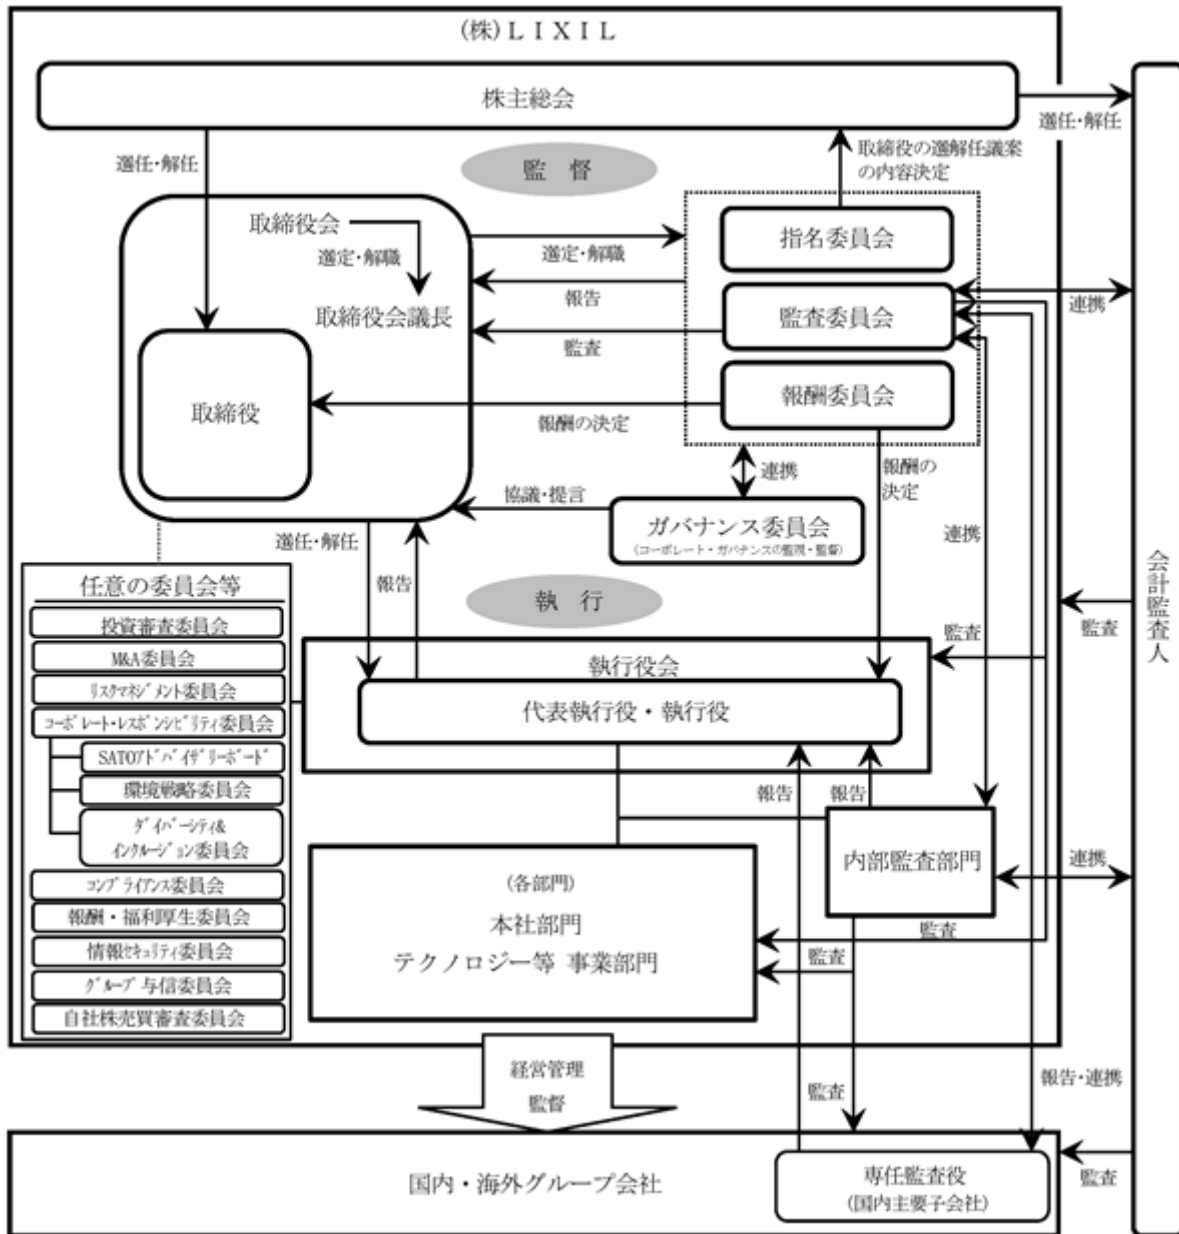 (株)ＬＩＸＩＬ
株主総会
選任・解任
選任・解任
監　督
取締役の選解任議案
の内容決定
取締役会
選定・解職
取締役会議長
取締役
選定・解職
報告
監査
報酬の決定
指名委員会
監査委員会
報酬委員会
連携
連携
報酬の
決定
協議・提言
ガバナンス委員会
(コーポレート・ガバナンスの監視・監督)
連携
選任・解任
報告
執　行
任意の委員会等
投資審査委員会
M&A委員会
ﾘｽｸﾏﾈｼﾞﾒﾝﾄ委員会
ｺｰﾎﾟﾚｰﾄ・ﾚｽﾎﾟﾝｼﾋﾞﾘﾃｨ委員会
SATOｱﾄﾞﾊﾞｲｻﾞﾘｰﾎﾞｰﾄﾞ
環境戦略委員会
ﾀﾞｲﾊﾞｰｼﾃｨ&
ｲﾝｸﾙｰｼﾞｮﾝ委員会
ｺﾝﾌﾟﾗｲｱﾝｽ委員会
報酬・福利厚生委員会
情報ｾｷｭﾘﾃｨ委員会
ｸﾞﾙｰﾌﾟ与信委員会
自社株売買審査委員会
執行役会
代表執行役・執行役
監査
監査
会計監査人
報告
報告
内部監査部門
連携
(各部門)
本社部門
テクノロジー等 事業部門
監査
監査
経営管理
監督
監査
報告・連携
国内・海外グループ会社
専任監査役
(国内主要子会社)
監査